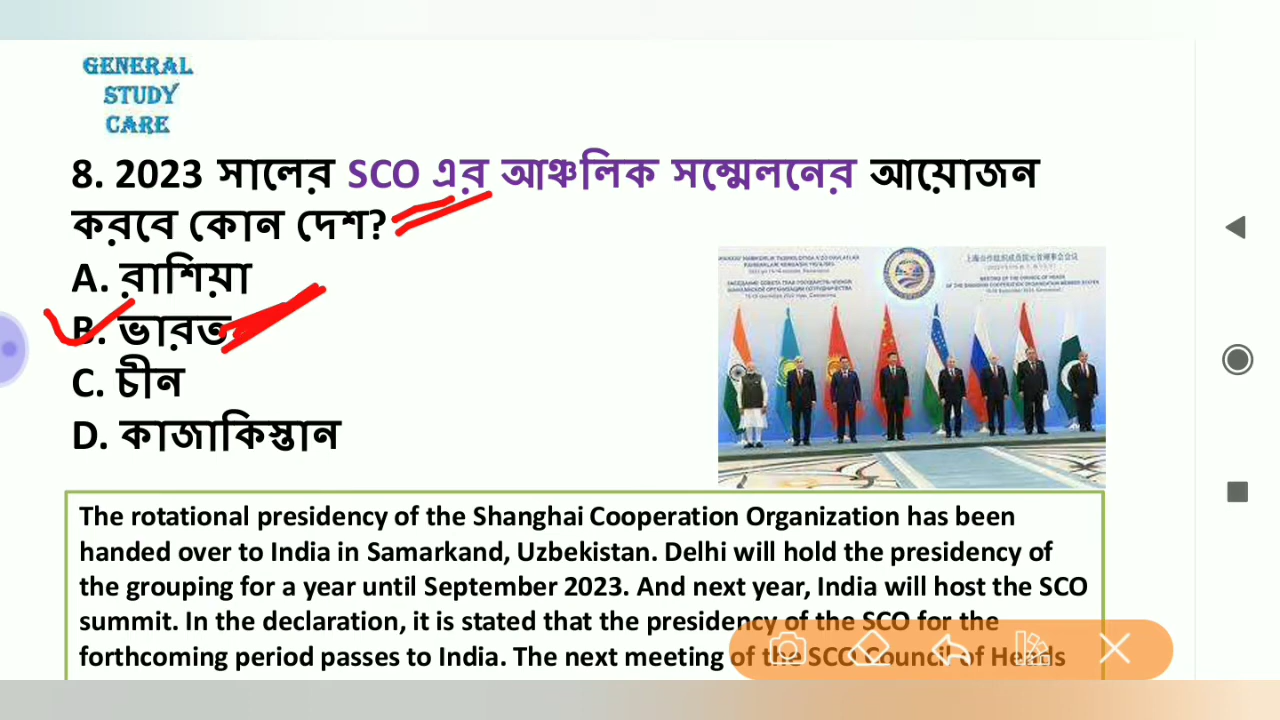 GENERAL
STUDY
CARE
8. 2023 সালের SCO এর আঞ্চলিক সম্মেলনের আয়োজন
করবে কোন দেশ?
A. রাশিয়া
B. ভারত
C. চীন
D. কাজাকিস্তান
The rotational presidency of the Shanghai Cooperation Organization has been
handed over to India in Samarkand, Uzbekistan. Delhi will hold the presidency of
the grouping for a year until September 2023. And next year, India will host the SCO
summit. In the declaration, it is stated that the presidency of the SCO for the
forthcoming period passes to India. The next meeting of the SCO Council of Heads